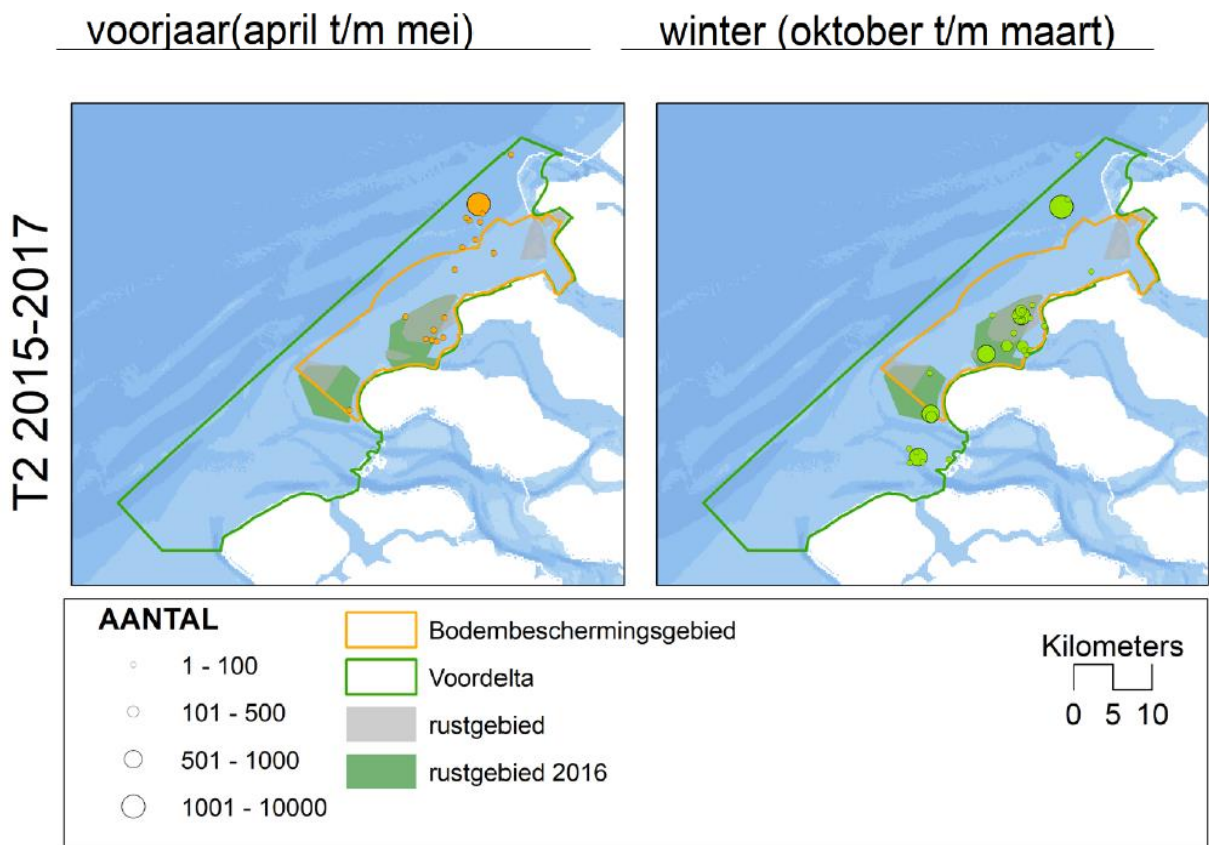 voorjaar(april t/m mei)
winter (oktober t/m maart)
T2 2015-2017
AANTAL
1 - 100
101 - 500
501 - 1000
1001 - 10000
Bodembeschermingsgebied
Voordelta
rustgebied
rustgebied 2016
Kilometers
0 5 10